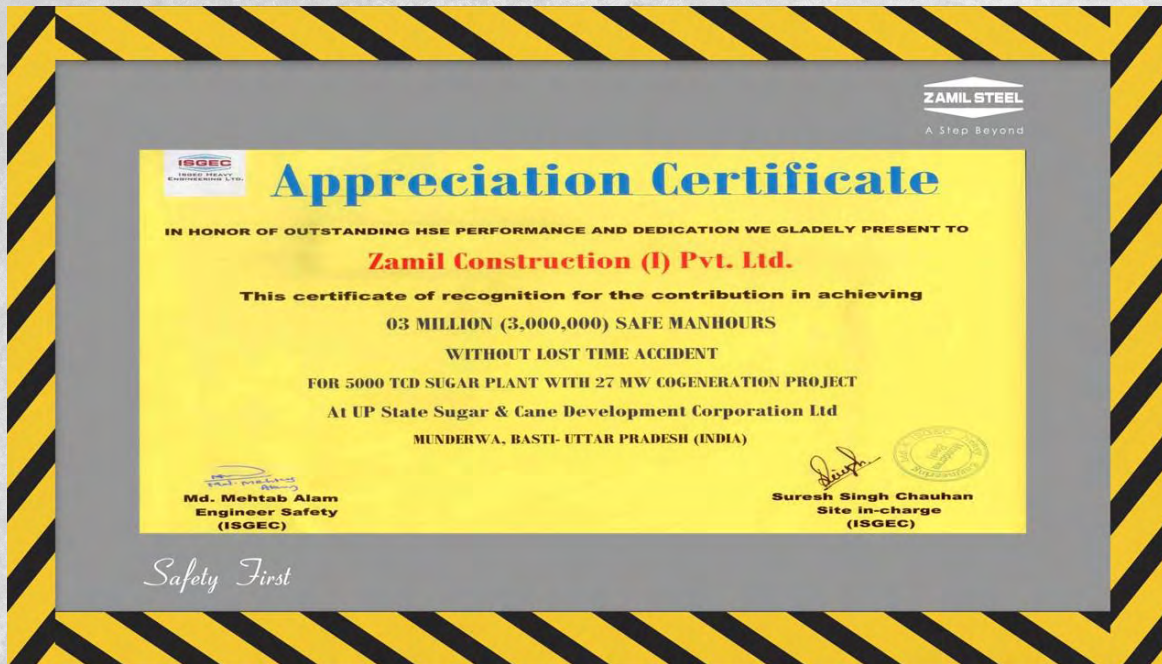 ZAMIL STEEL
A Step Beyond
ISGEC
ISGEC HEAVY
ENGINEERING LTD.
Appreciation Certificate
IN HONOR OF OUTSTANDING HSE PERFORMANCE AND DEDICATION WE GLADELY PRESENT TO
Zamil Construction (I) Pvt. Ltd.
This certificate of recognition for the contribution in achieving
03 MILLION (3,000,000) SAFE MANHOURS
WITHOUT LOST TIME ACCIDENT
FOR 5000 TCD SUGAR PLANT WITH 27 MW COGENERATION PROJECT
At UP State Sugar & Cane Development Corporation Ltd
MUNDERWA, BASTI- UTTAR PRADESH (INDIA)
Md. Mehtab Alam
Engineer Safety
(ISGEC)
Suresh Singh Chauhan
Site in-charge
(ISGEC)
Safety First